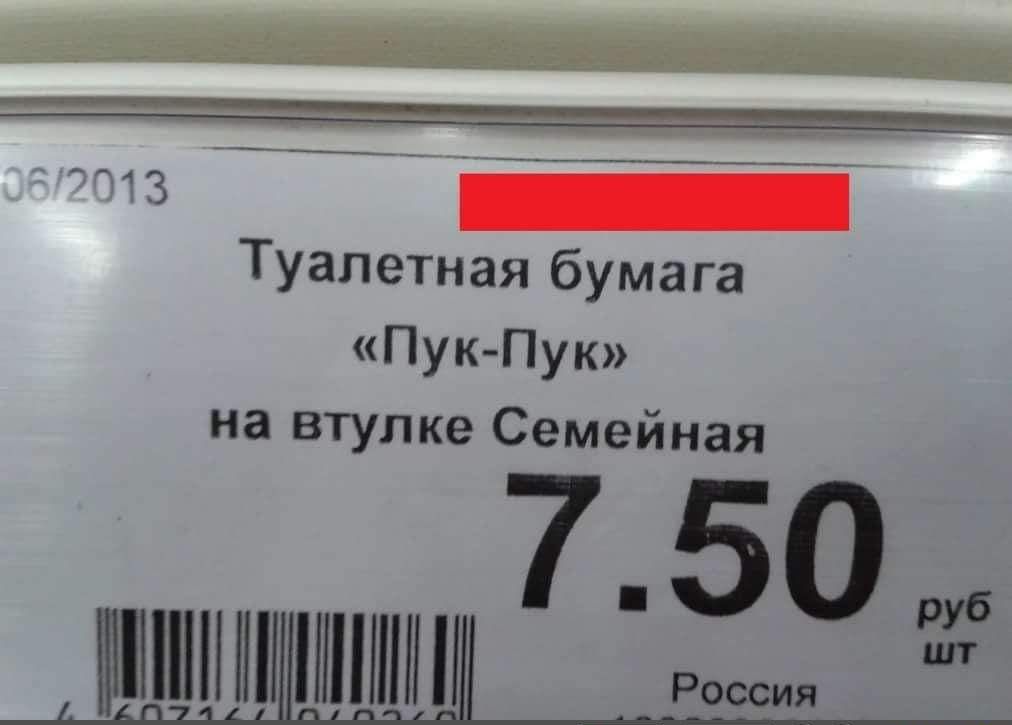 06/2013
Туалетная бумага
«Пук-Пук»
на втулке Семейная
7.50
руб
шт
Россия